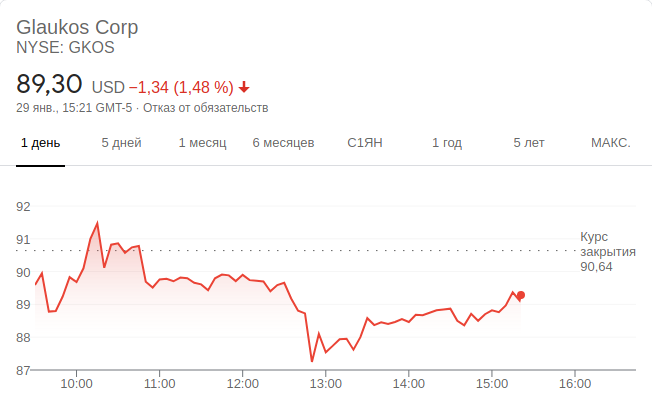 Glaukos Corp
NYSE: GKOS
89,30 USD −1,34 (1,48 %)
29 янв., 15:21 GMT-5 · Отказ от обязательств
1 день 5 дней 1 месяц 6 месяцев С1ЯН 1 год 5 лет МАКС.
92
91
90
89
88
87
Курс
закрытия
90,64
10:00 11:00 12:00 13:00 14:00 15:00 16:00